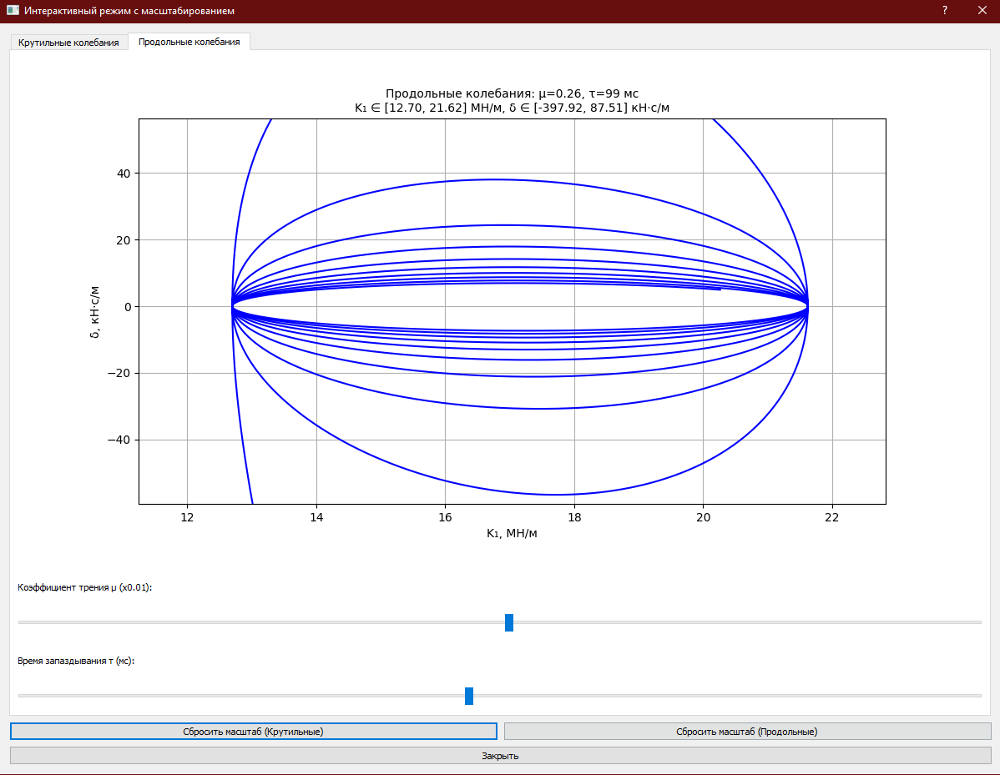 Интерактивный режим с масштабированием
?
Крутильные колебания
Продольные колебания
Продольные колебания: μ=0.26, τ=99 мс
K₁ ∈ [12.70, 21.62] МН/м, δ ∈ [-397.92, 87.51] кН·с/м
40
20
0
−20
−40
δ, кН·с/м
12
14
16
18
20
22
K₁, МН/м
Коэффициент трения μ (x0.01):
Время запаздывания τ (мс):
Сбросить масштаб (Крутильные)
Сбросить масштаб (Продольные)
Закрыть